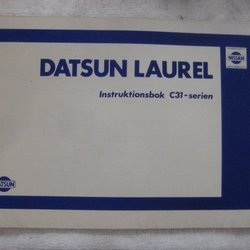 NISSAN
DATSUN LAUREL
Instruktionsbok C31-serien
DATSUN